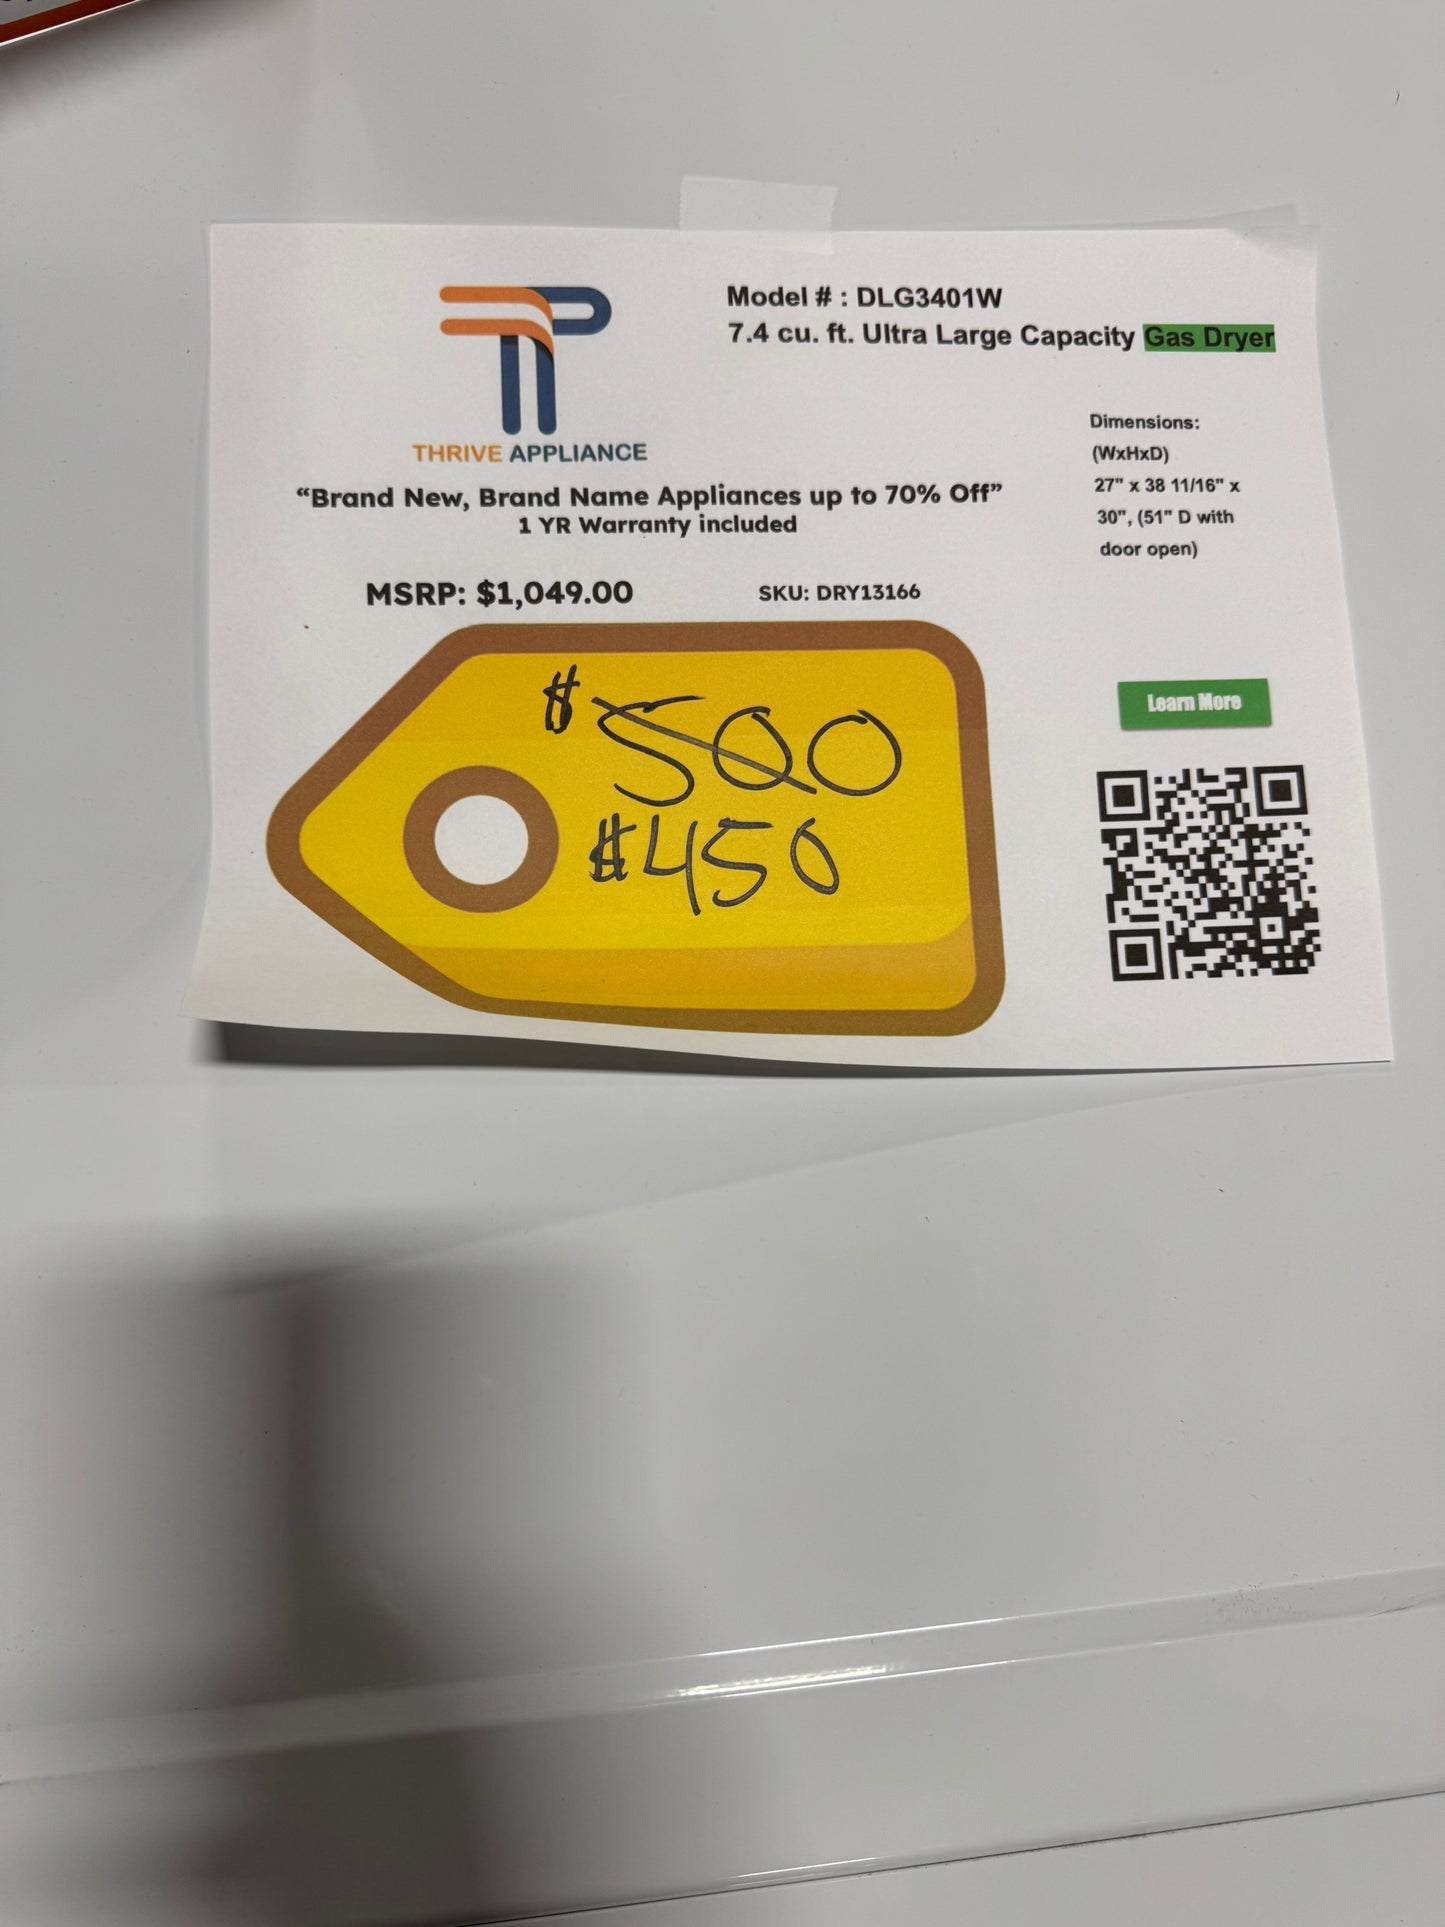 Model # : DLG3401W
7.4 cu. ft. Ultra Large Capacity Gas Dryer
THRIVE APPLIANCE
“Brand New, Brand Name Appliances up to 70% Off”
1 YR Warranty included
Dimensions:
(WxHxD)
27" x 38 11/16" x
30", (51" D with
door open)
MSRP: $1,049.00
SKU: DRY13166
$500
$450
Learn More